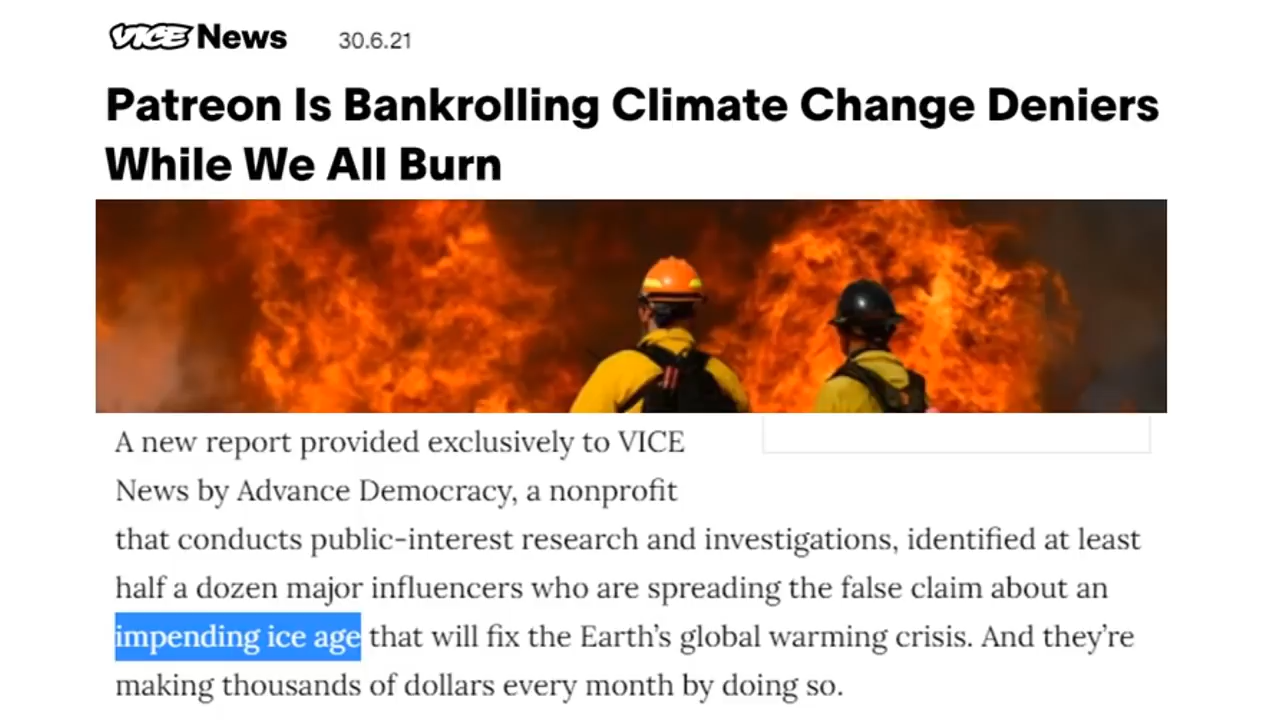 VICE News 30.6.21
Patreon Is Bankrolling Climate Change Deniers
While We All Burn
A new report provided exclusively to VICE
News by Advance Democracy, a nonprofit
that conducts public-interest research and investigations, identified at least
half a dozen major influencers who are spreading the false claim about an
impending ice age that will fix the Earth’s global warming crisis. And they’re
making thousands of dollars every month by doing so.